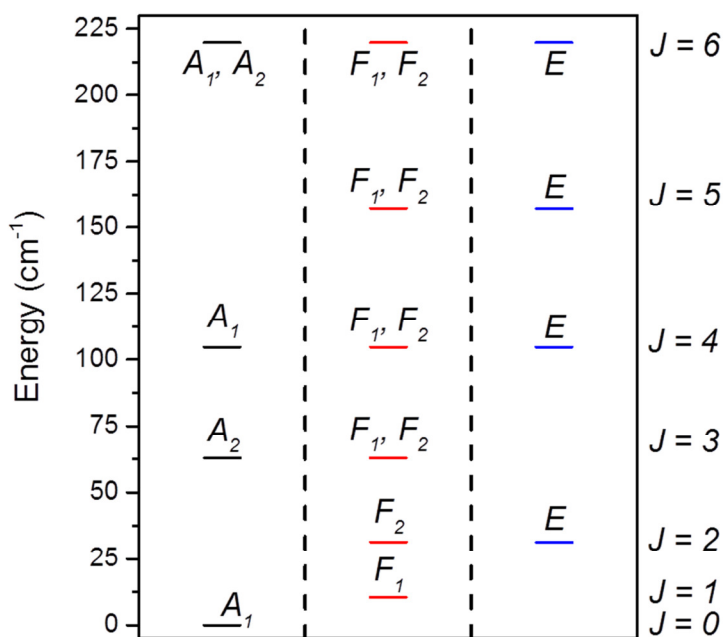 225
200
175
150
125
100
75
50
25
0
Energy (cm⁻¹)
A₁, A₂
F₁, F₂
E
J = 6
F₁, F₂
E
J = 5
A₁
F₁, F₂
E
J = 4
A₂
F₁, F₂
E
J = 3
F₂
E
J = 2
F₁
J = 1
A₁
J = 0